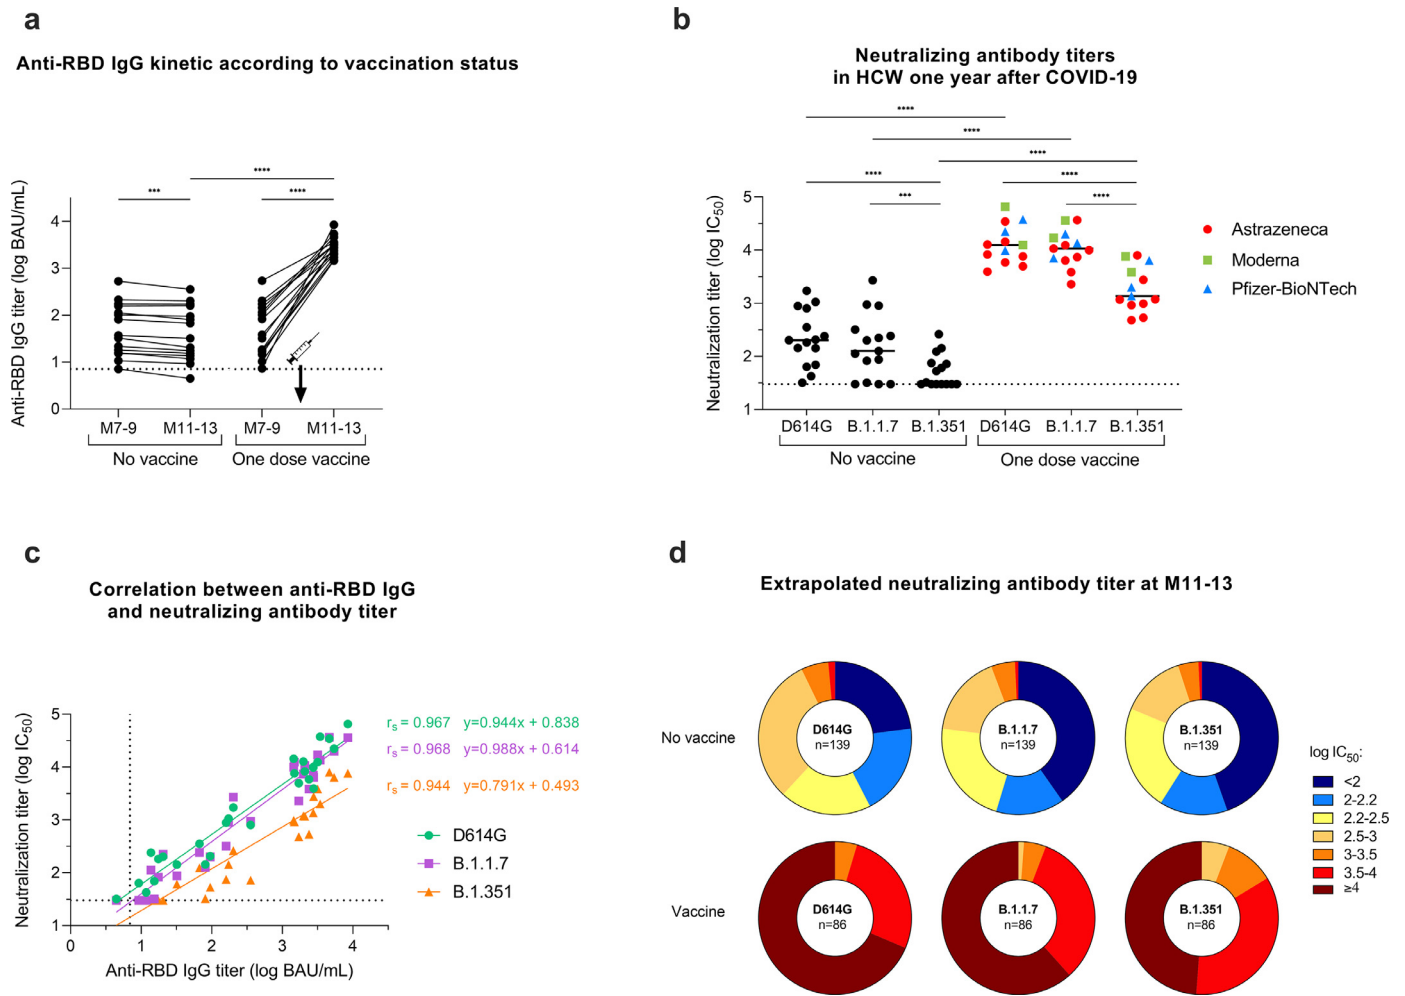 a
Anti-RBD IgG kinetic according to vaccination status
Anti-RBD IgG titer (log BAU/mL)
4
3
2
1
0
***
****
****
M7-9
M11-13
M7-9
M11-13
No vaccine
One dose vaccine
b
Neutralizing antibody titers
in HCW one year after COVID-19
Neutralization titer (log IC50)
5
4
3
2
1
****
****
****
****
****
***
****
D614G
B.1.1.7
B.1.351
D614G
B.1.1.7
B.1.351
No vaccine
One dose vaccine
Astrazeneca
Moderna
Pfizer-BioNTech
c
Correlation between anti-RBD IgG
and neutralizing antibody titer
Neutralization titer (log IC50)
5
4
3
2
1
0
1
2
3
4
Anti-RBD IgG titer (log BAU/mL)
rs = 0.967 y=0.944x + 0.838
rs = 0.968 y=0.988x + 0.614
rs = 0.944 y=0.791x + 0.493
D614G
B.1.1.7
B.1.351
d
Extrapolated neutralizing antibody titer at M11-13
No vaccine
D614G
n=139
B.1.1.7
n=139
B.1.351
n=139
Vaccine
D614G
n=86
B.1.1.7
n=86
B.1.351
n=86
log IC50:
<2
2-2.2
2.2-2.5
2.5-3
3-3.5
3.5-4
≥4